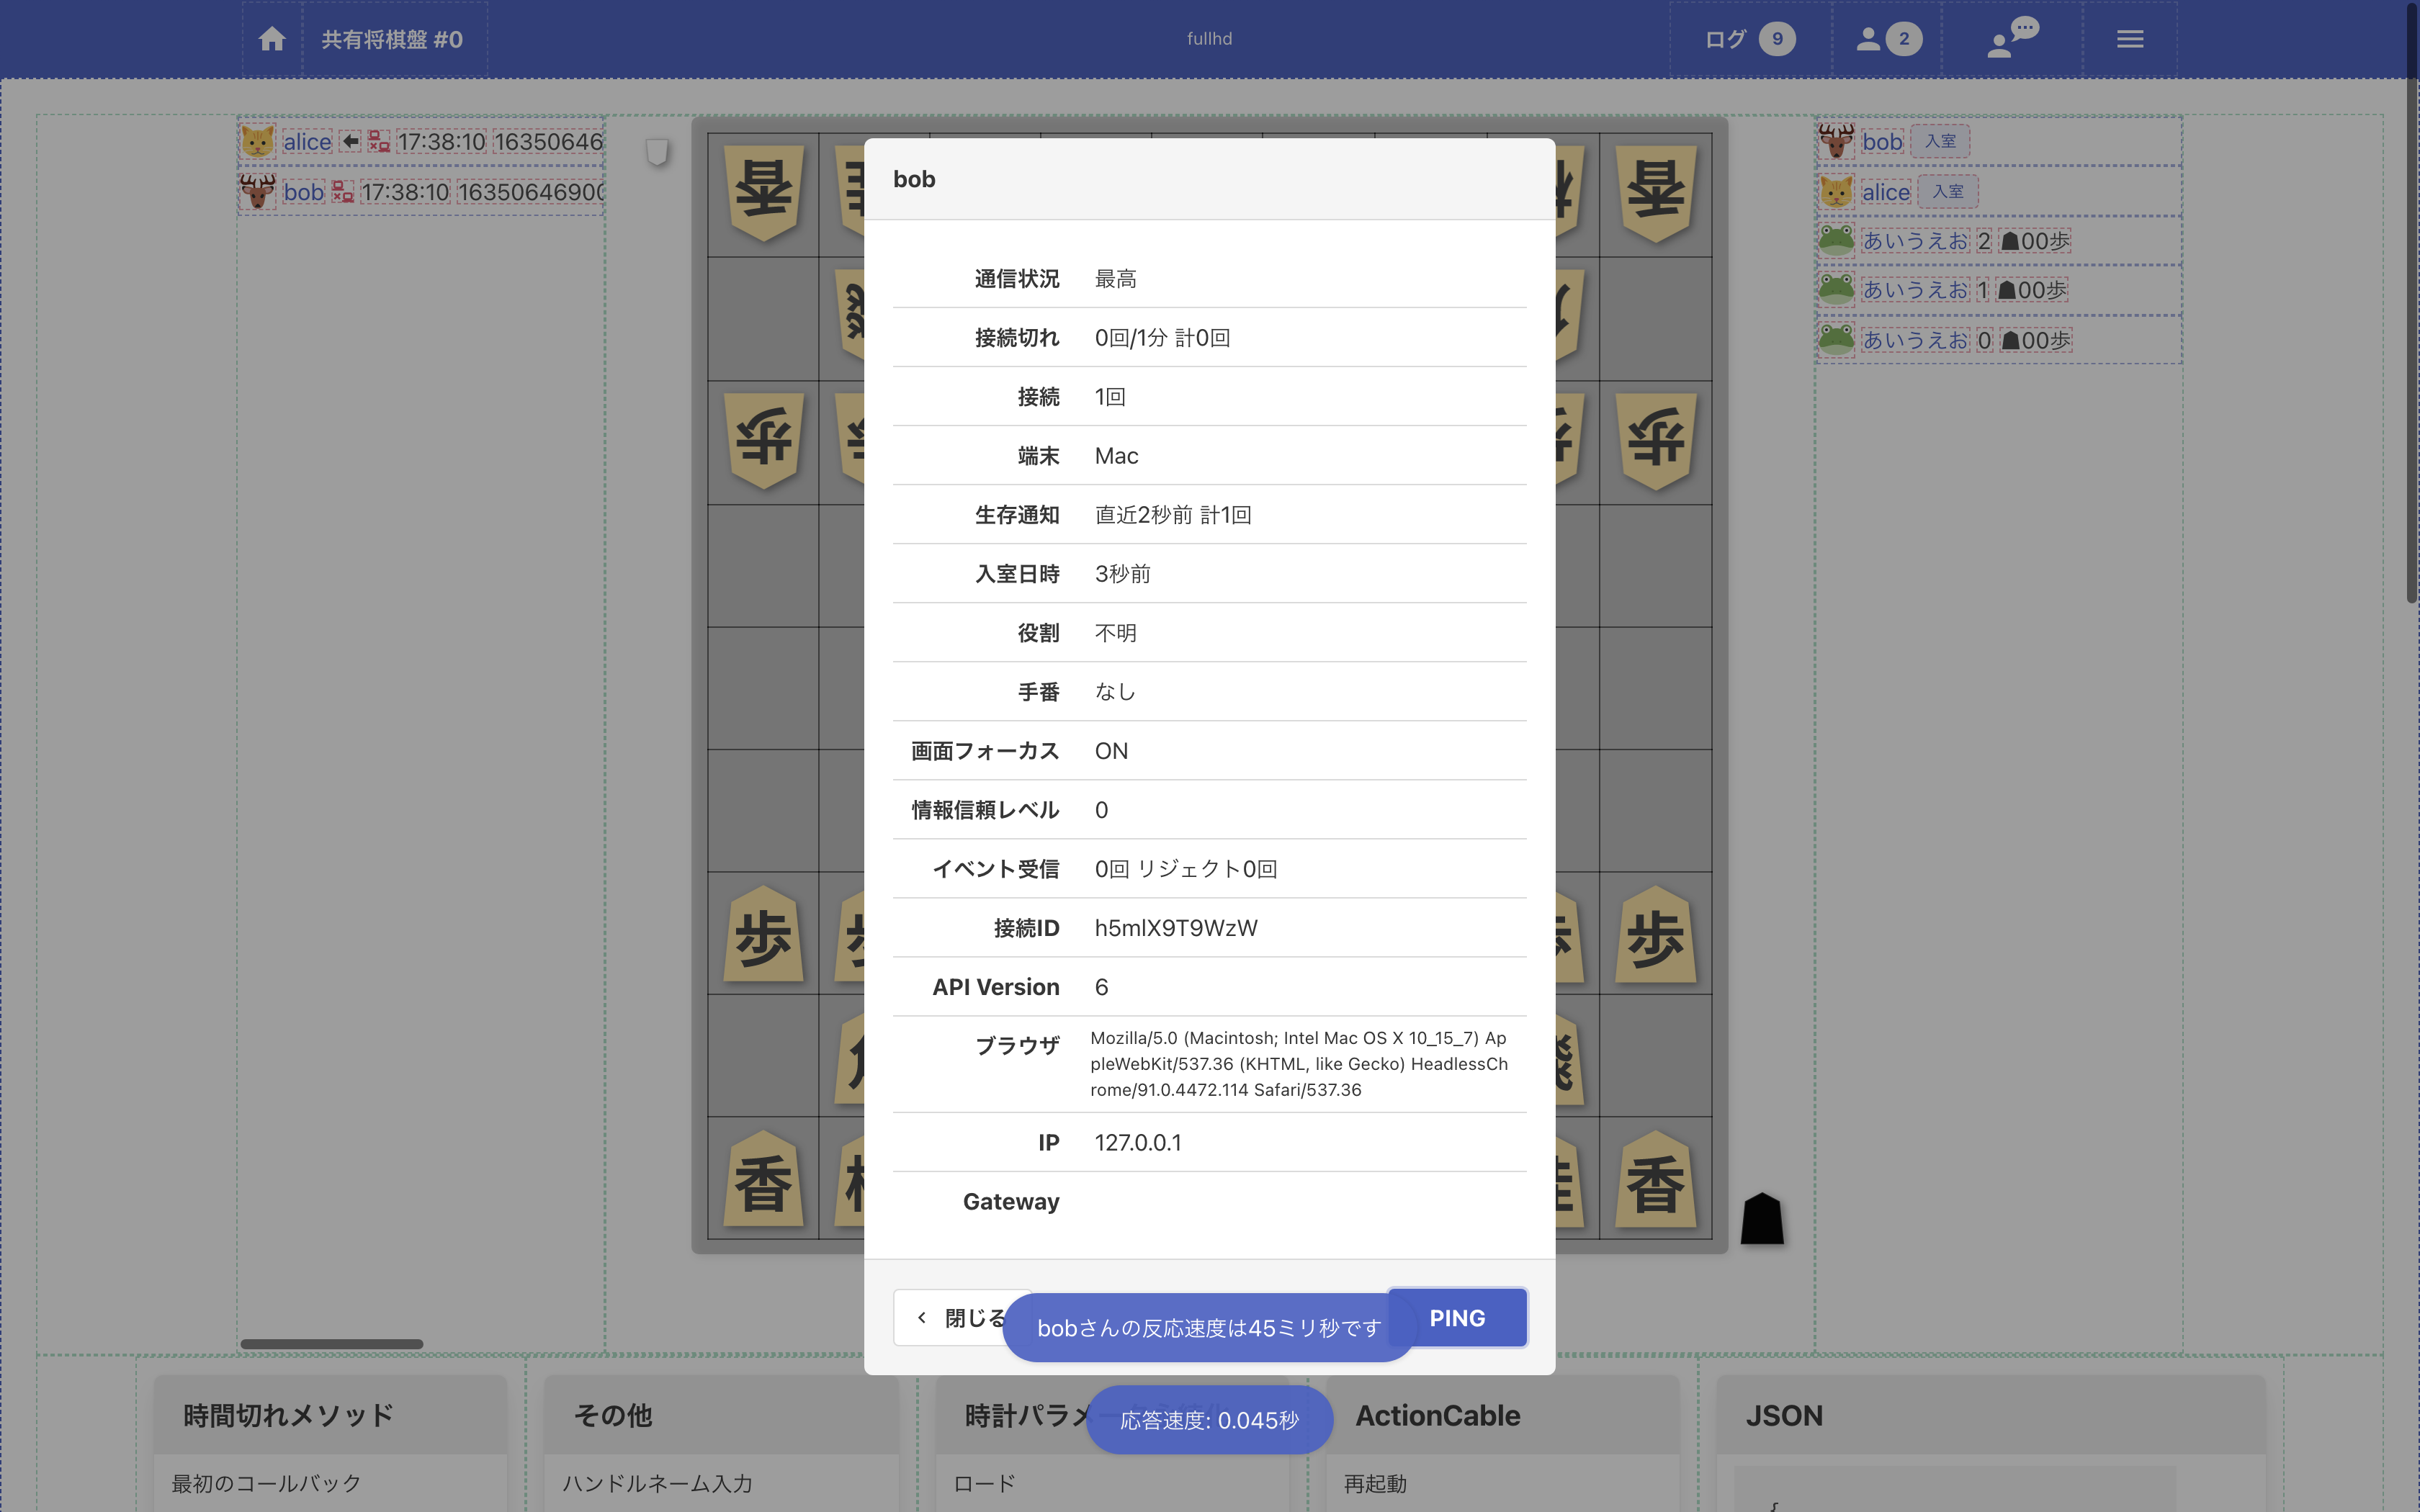 共有将棋盤 #0
fullhd
ログ 9
2
alice 17:38:10 16350646
bob 17:38:10 1635064690
bob 入室
alice 入室
あいうえお 2 ☗00歩
あいうえお 1 ☗00歩
あいうえお 0 ☗00歩
香 香
歩 歩
歩 歩
香 香
bob
通信状況 最高
接続切れ 0回/1分 計0回
接続 1回
端末 Mac
生存通知 直近2秒前 計1回
入室日時 3秒前
役割 不明
手番 なし
画面フォーカス ON
情報信頼レベル 0
イベント受信 0回 リジェクト0回
接続ID h5mlX9T9WzW
API Version 6
ブラウザ Mozilla/5.0 (Macintosh; Intel Mac OS X 10_15_7) Ap
pleWebKit/537.36 (KHTML, like Gecko) HeadlessCh
rome/91.0.4472.114 Safari/537.36
IP 127.0.0.1
Gateway
閉じる
bobさんの反応速度は45ミリ秒です
PING
応答速度: 0.045秒
時間切れメソッド
その他
時計パラメ
ActionCable
JSON
最初のコールバック
ハンドルネーム入力
ロード
再起動
{